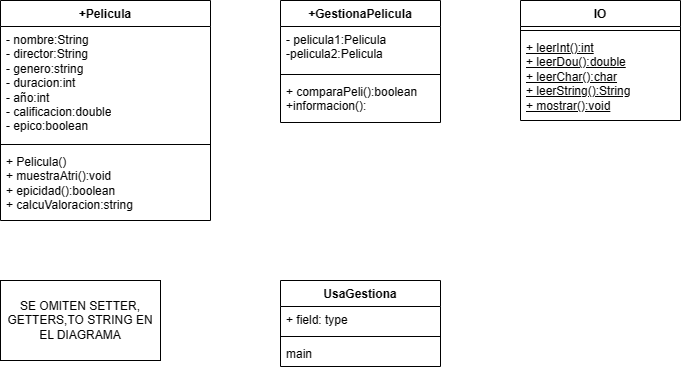 +Pelicula
- nombre:String
- director:String
- genero:string
- duracion:int
- año:int
- calificacion:double
- epico:boolean
+ Pelicula()
+ muestraAtri():void
+ epicidad():boolean
+ calcuValoracion:string
+GestionaPelicula
- pelicula1:Pelicula
-pelicula2:Pelicula
+ comparaPeli():boolean
+informacion():
IO
+ leerInt():int
+ leerDou():double
+ leerChar():char
+ leerString():String
+ mostrar():void
SE OMITEN SETTER,
GETTERS,TO STRING EN
EL DIAGRAMA
UsaGestiona
+ field: type
main